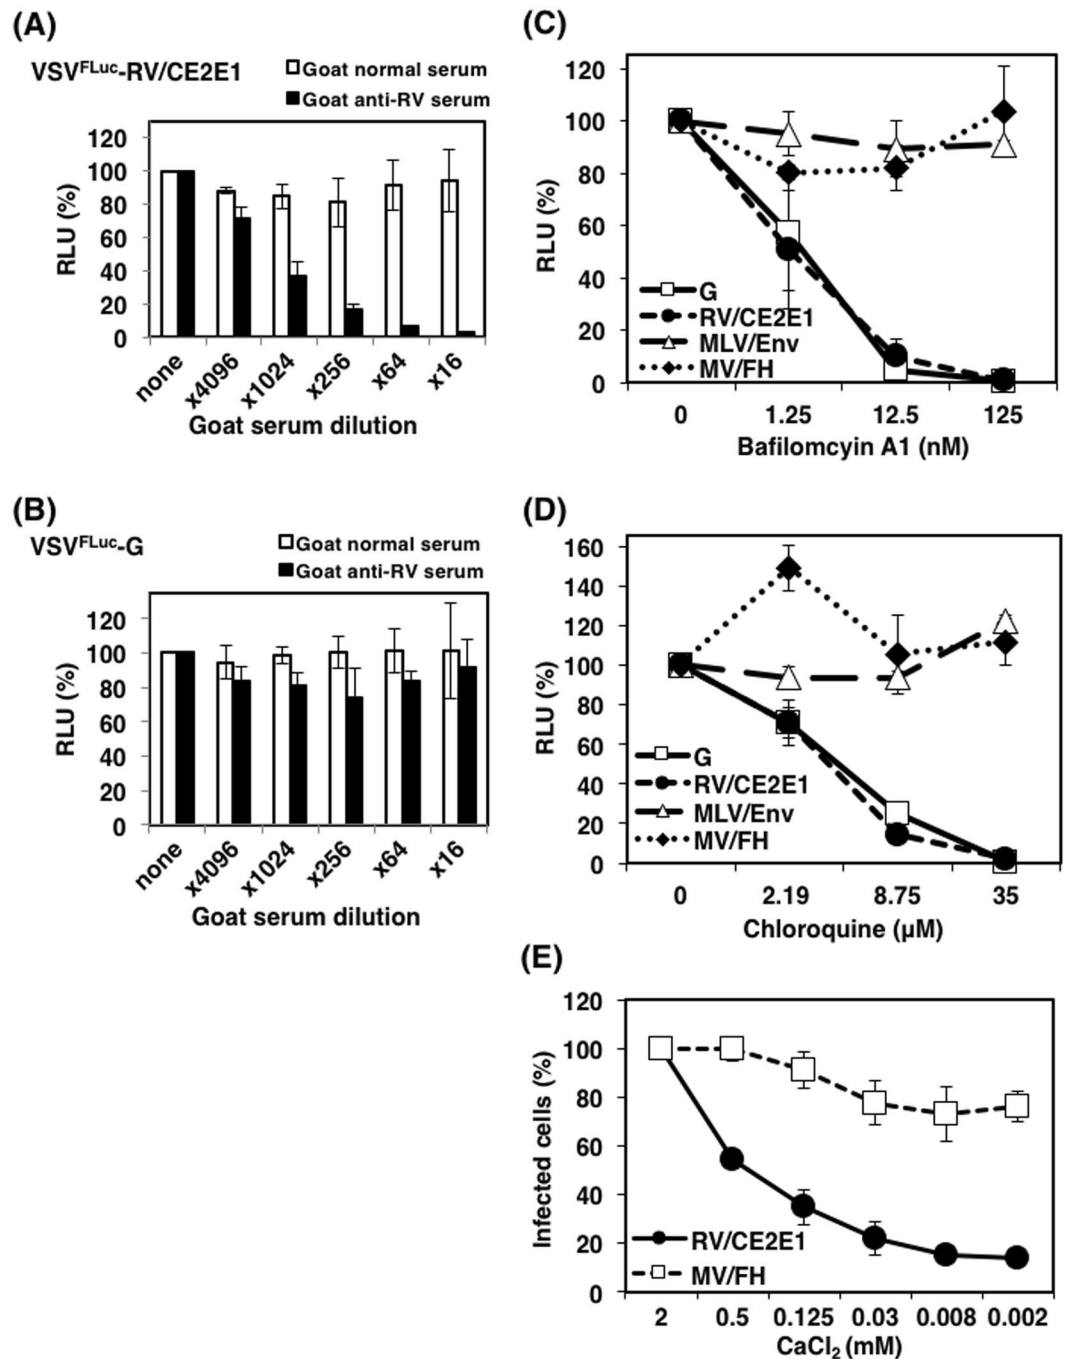 (A)
VSVFLuc-RV/CE2E1
Goat normal serum
Goat anti-RV serum
RLU (%)
120
100
80
60
40
20
0
none
x4096
x1024
x256
x64
x16
Goat serum dilution
(B)
VSVFLuc-G
Goat normal serum
Goat anti-RV serum
RLU (%)
120
100
80
60
40
20
0
none
x4096
x1024
x256
x64
x16
Goat serum dilution
(C)
RLU (%)
120
100
80
60
40
20
0
G
RV/CE2E1
MLV/Env
MV/FH
0 1.25 12.5 125
Bafilomcyin A1 (nM)
(D)
RLU (%)
160
140
120
100
80
60
40
20
0
G
RV/CE2E1
MLV/Env
MV/FH
0 2.19 8.75 35
Chloroquine (μM)
(E)
Infected cells (%)
120
100
80
60
40
20
0
RV/CE2E1
MV/FH
2 0.5 0.125 0.03 0.008 0.002
CaCl2 (mM)